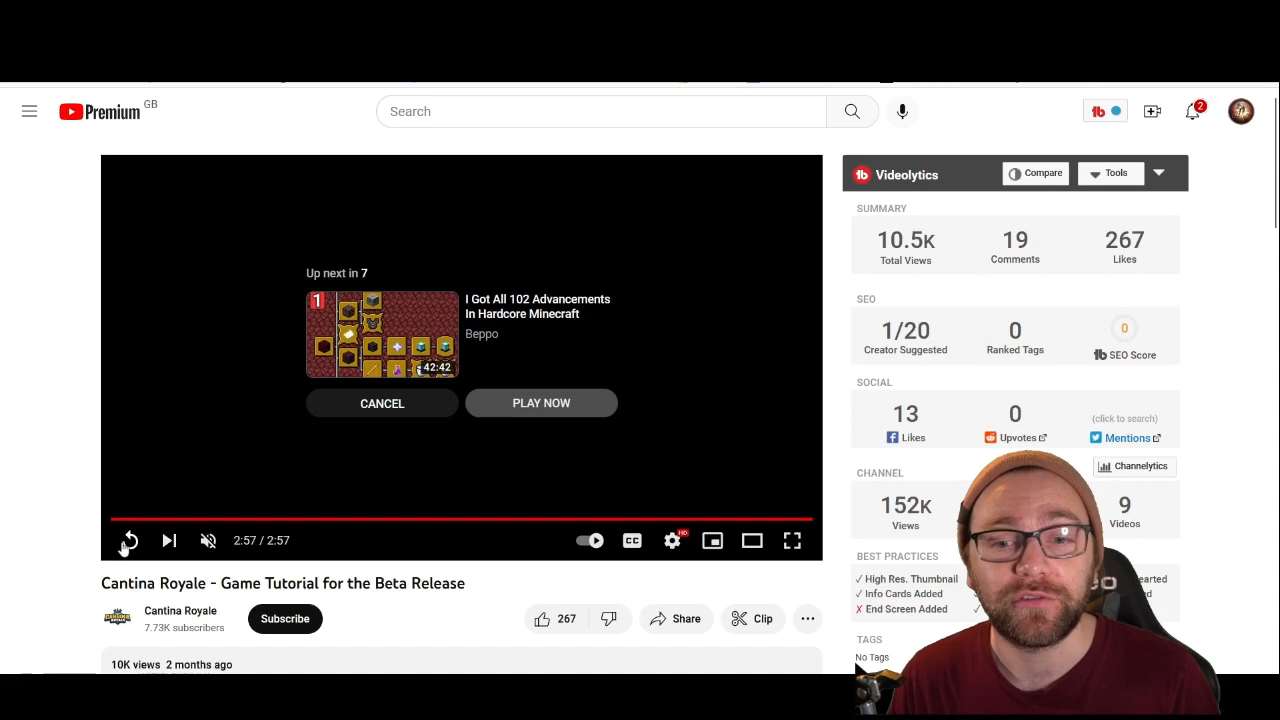 Premium GB
Search
2
Up next in 7
1
I Got All 102 Advancements
In Hardcore Minecraft
Beppo
42:42
CANCEL
PLAY NOW
2:57 / 2:57
CC
HD
Cantina Royale - Game Tutorial for the Beta Release
Cantina Royale
7.73K subscribers
Subscribe
267
Share
Clip
10K views 2 months ago
Videolytics
Compare
Tools
SUMMARY
10.5K
19
267
Total Views
Comments
Likes
SEO
1/20
0
0
Creator Suggested
Ranked Tags
SEO Score
SOCIAL
13
0
(click to search)
Likes
Upvotes
Mentions
CHANNEL
Channelytics
152K
9
Views
Videos
BEST PRACTICES
High Res. Thumbnail
Info Cards Added
End Screen Added
TAGS
No Tags